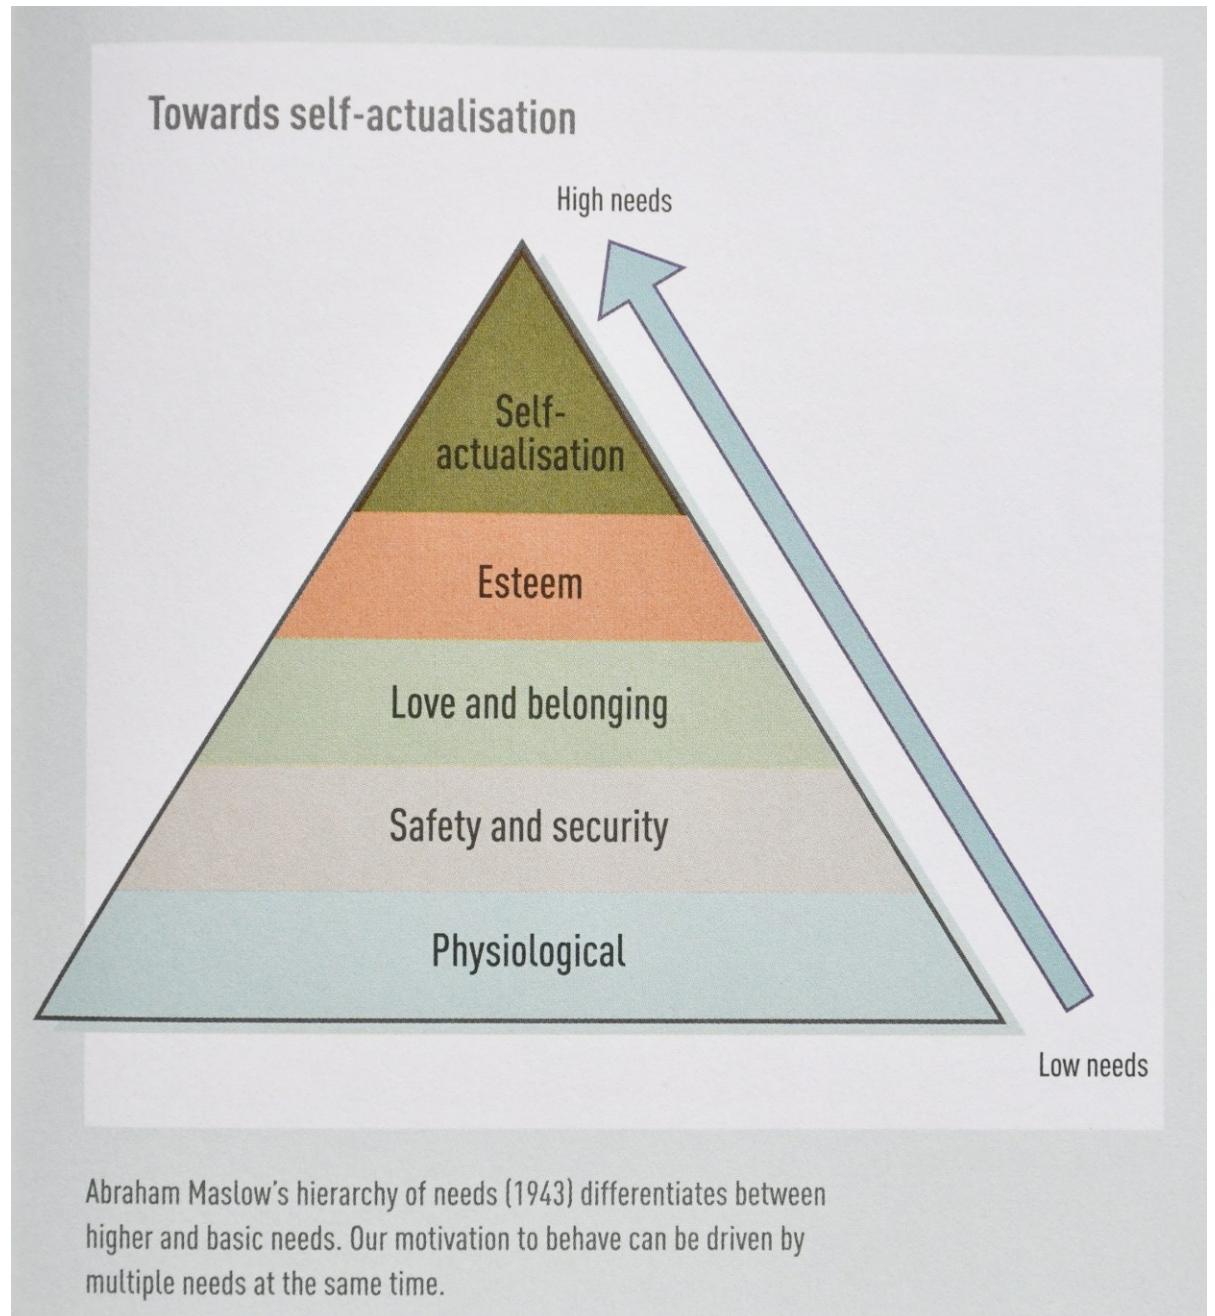 Towards self-actualisation
High needs
Self-
actualisation
Esteem
Love and belonging
Safety and security
Physiological
Low needs
Abraham Maslow's hierarchy of needs (1943) differentiates between
higher and basic needs. Our motivation to behave can be driven by
multiple needs at the same time.